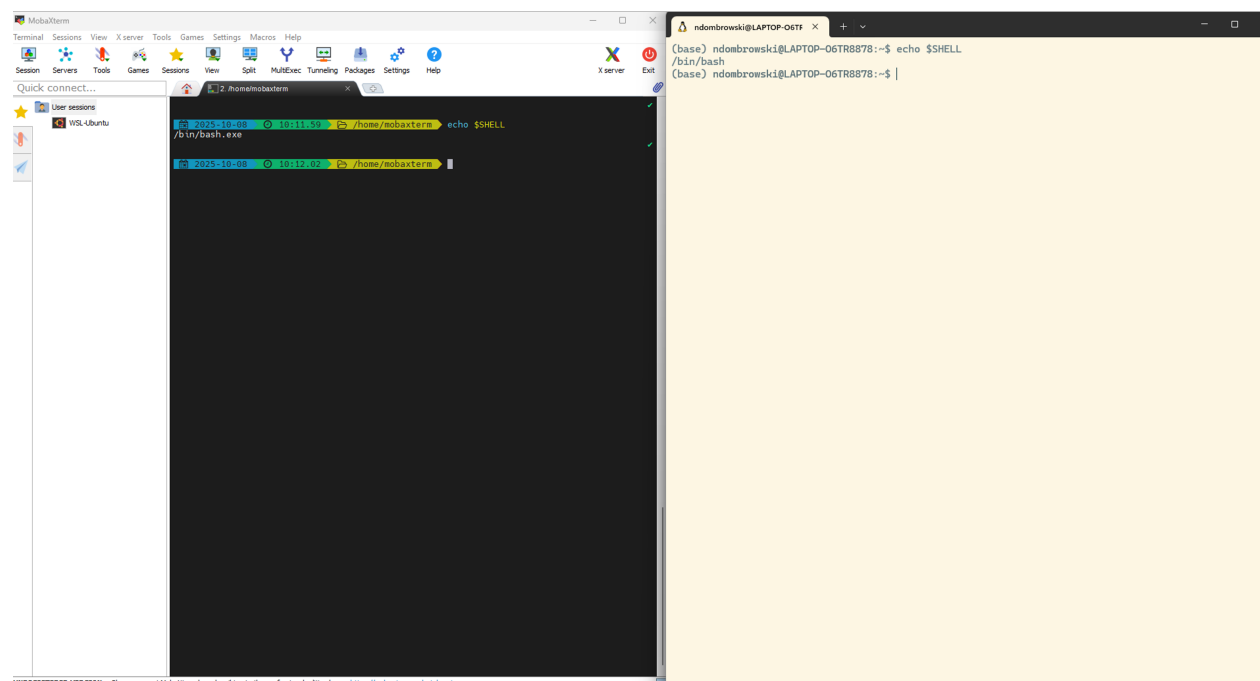 MobaXterm
Terminal Sessions View X server Tools Games Settings Macros Help
Session Servers Tools Games Sessions View Split MultiExec Tunneling Packages Settings Help X server Exit
Quick connect...
2. /home/mobaxterm
User sessions
WSL-Ubuntu
2025-10-08 10:11.59 /home/mobaxterm echo $SHELL
/bin/bash.exe
2025-10-08 10:12.02 /home/mobaxterm
ndombrowski@LAPTOP-O6TF
(base) ndombrowski@LAPTOP-O6TR8878:~$ echo $SHELL
/bin/bash
(base) ndombrowski@LAPTOP-O6TR8878:~$